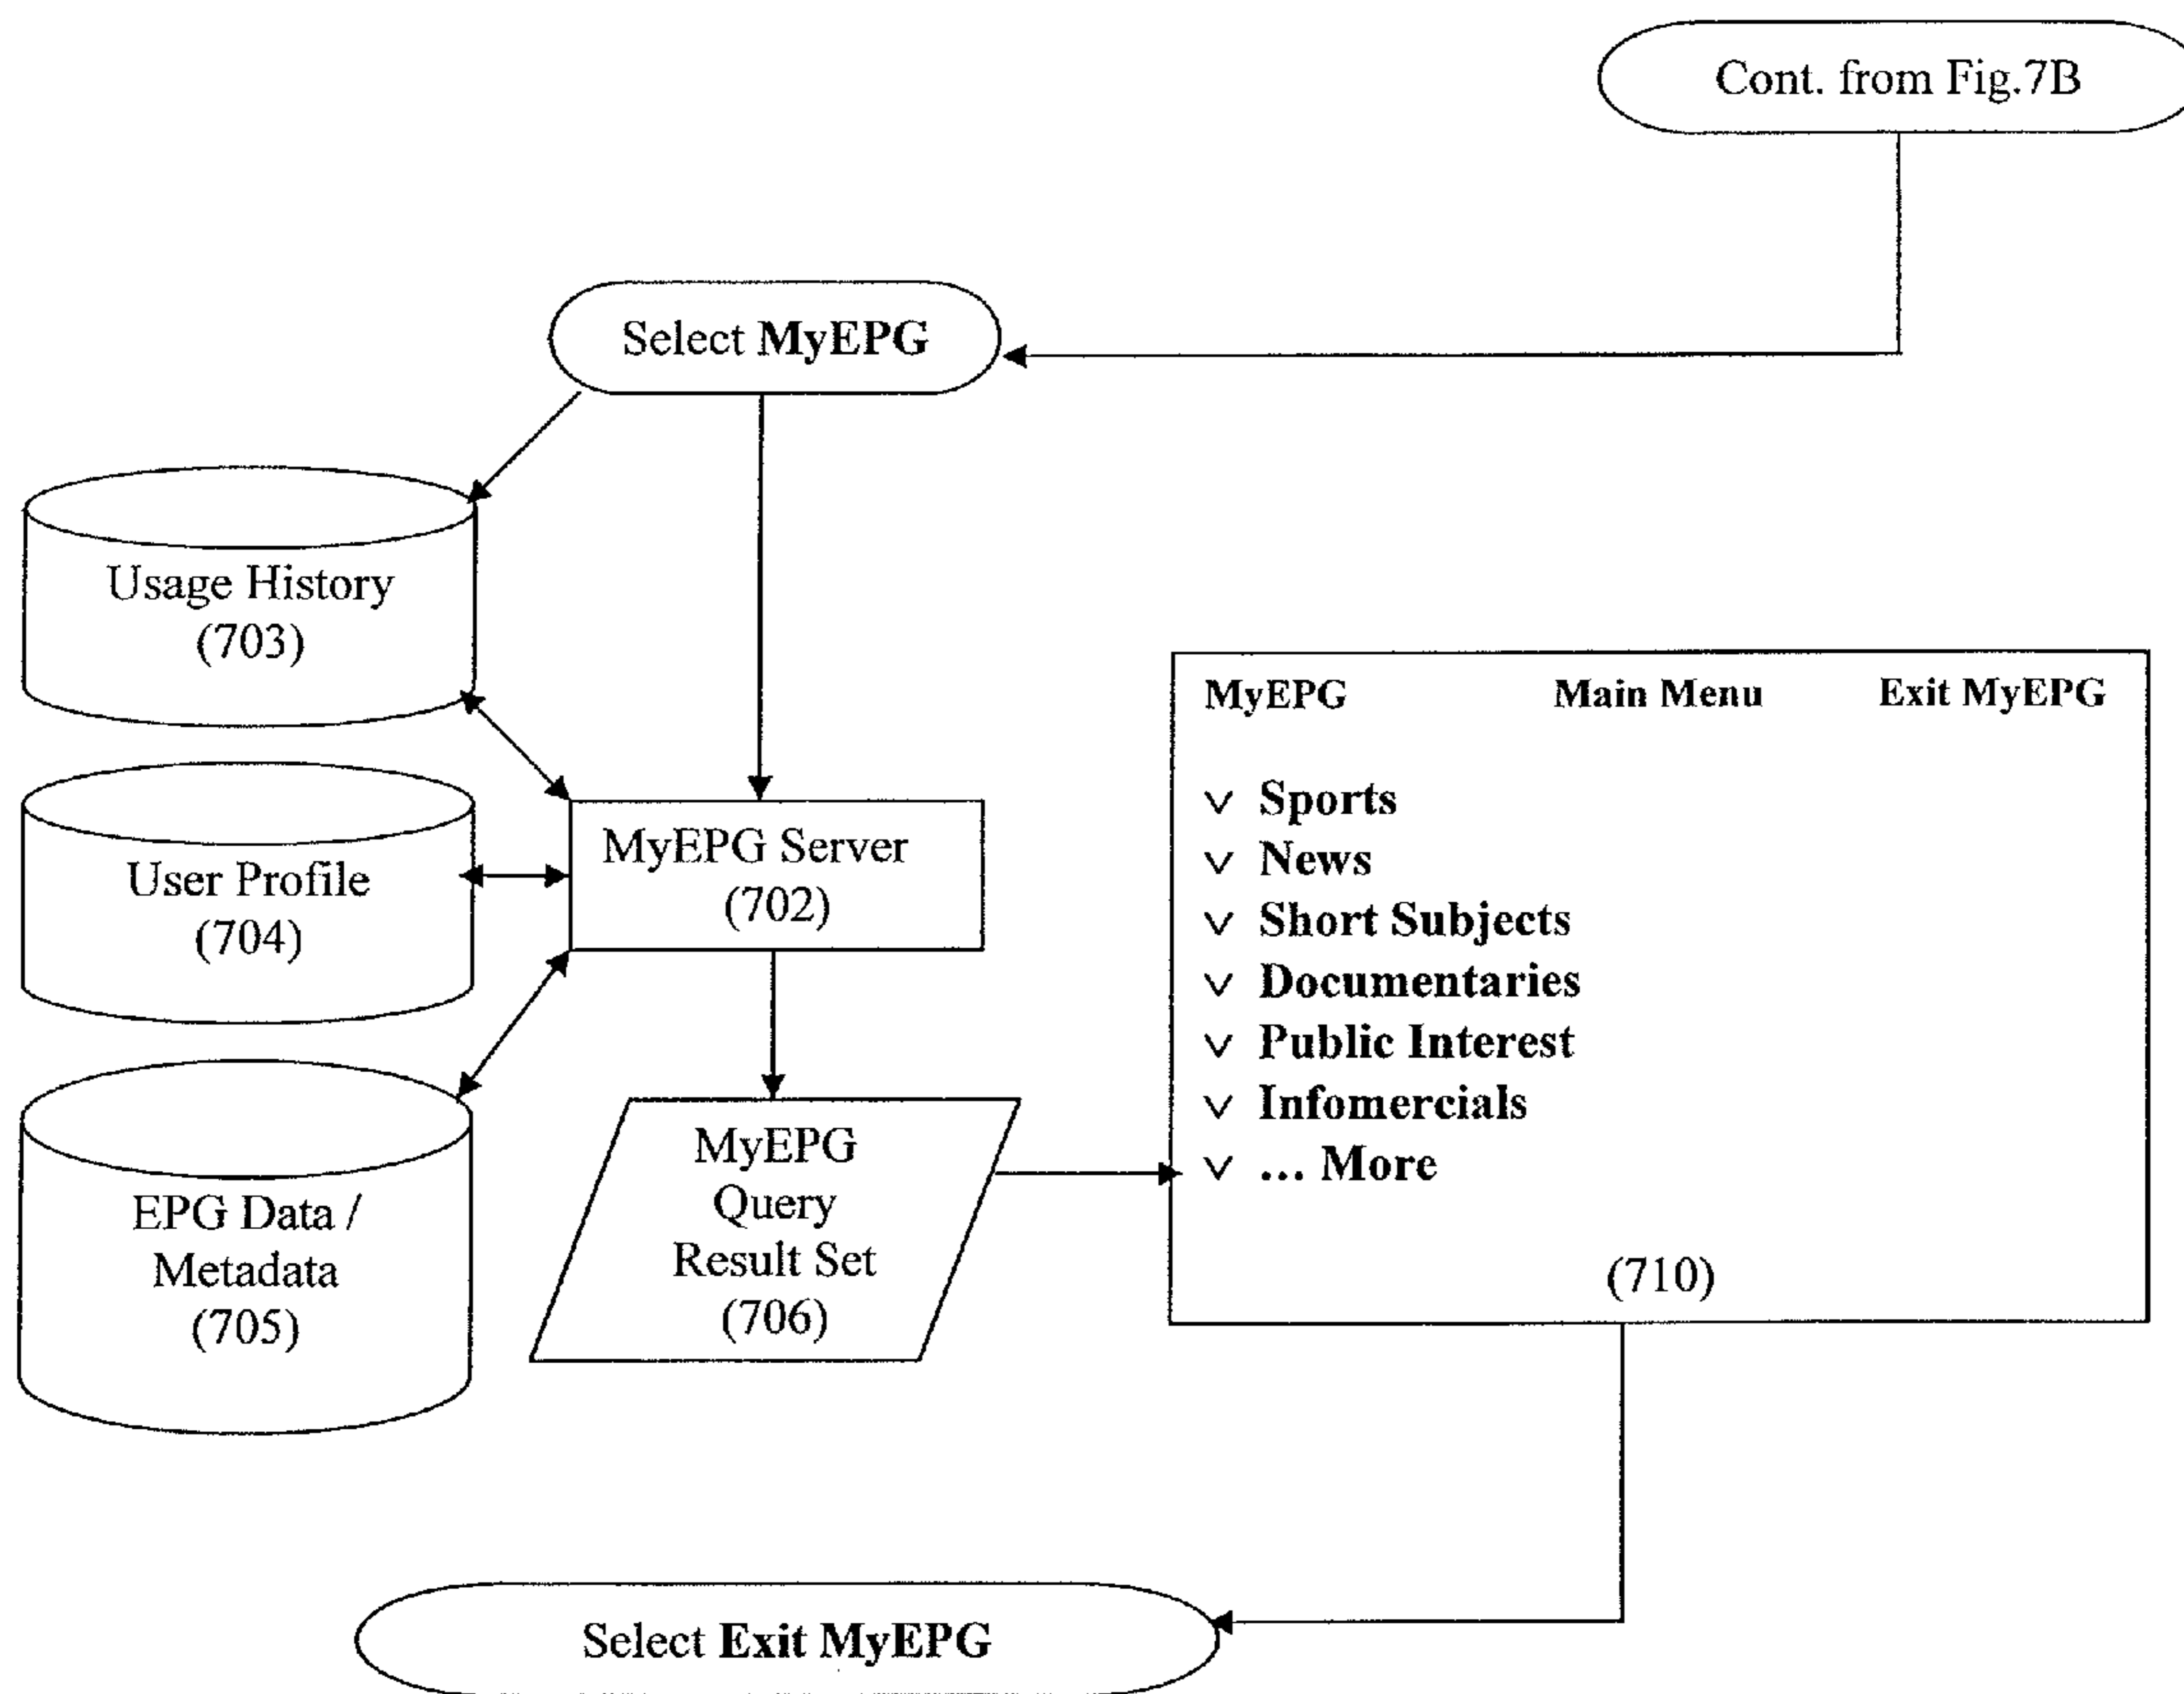 Cont. from Fig.7B
Select MyEPG
Usage History
(703)
User Profile
(704)
EPG Data /
Metadata
(705)
MyEPG Server
(702)
MyEPG
Query
Result Set
(706)
MyEPG Main Menu Exit MyEPG
v Sports
v News
v Short Subjects
v Documentaries
v Public Interest
v Infomercials
v ... More
(710)
Select Exit MyEPG